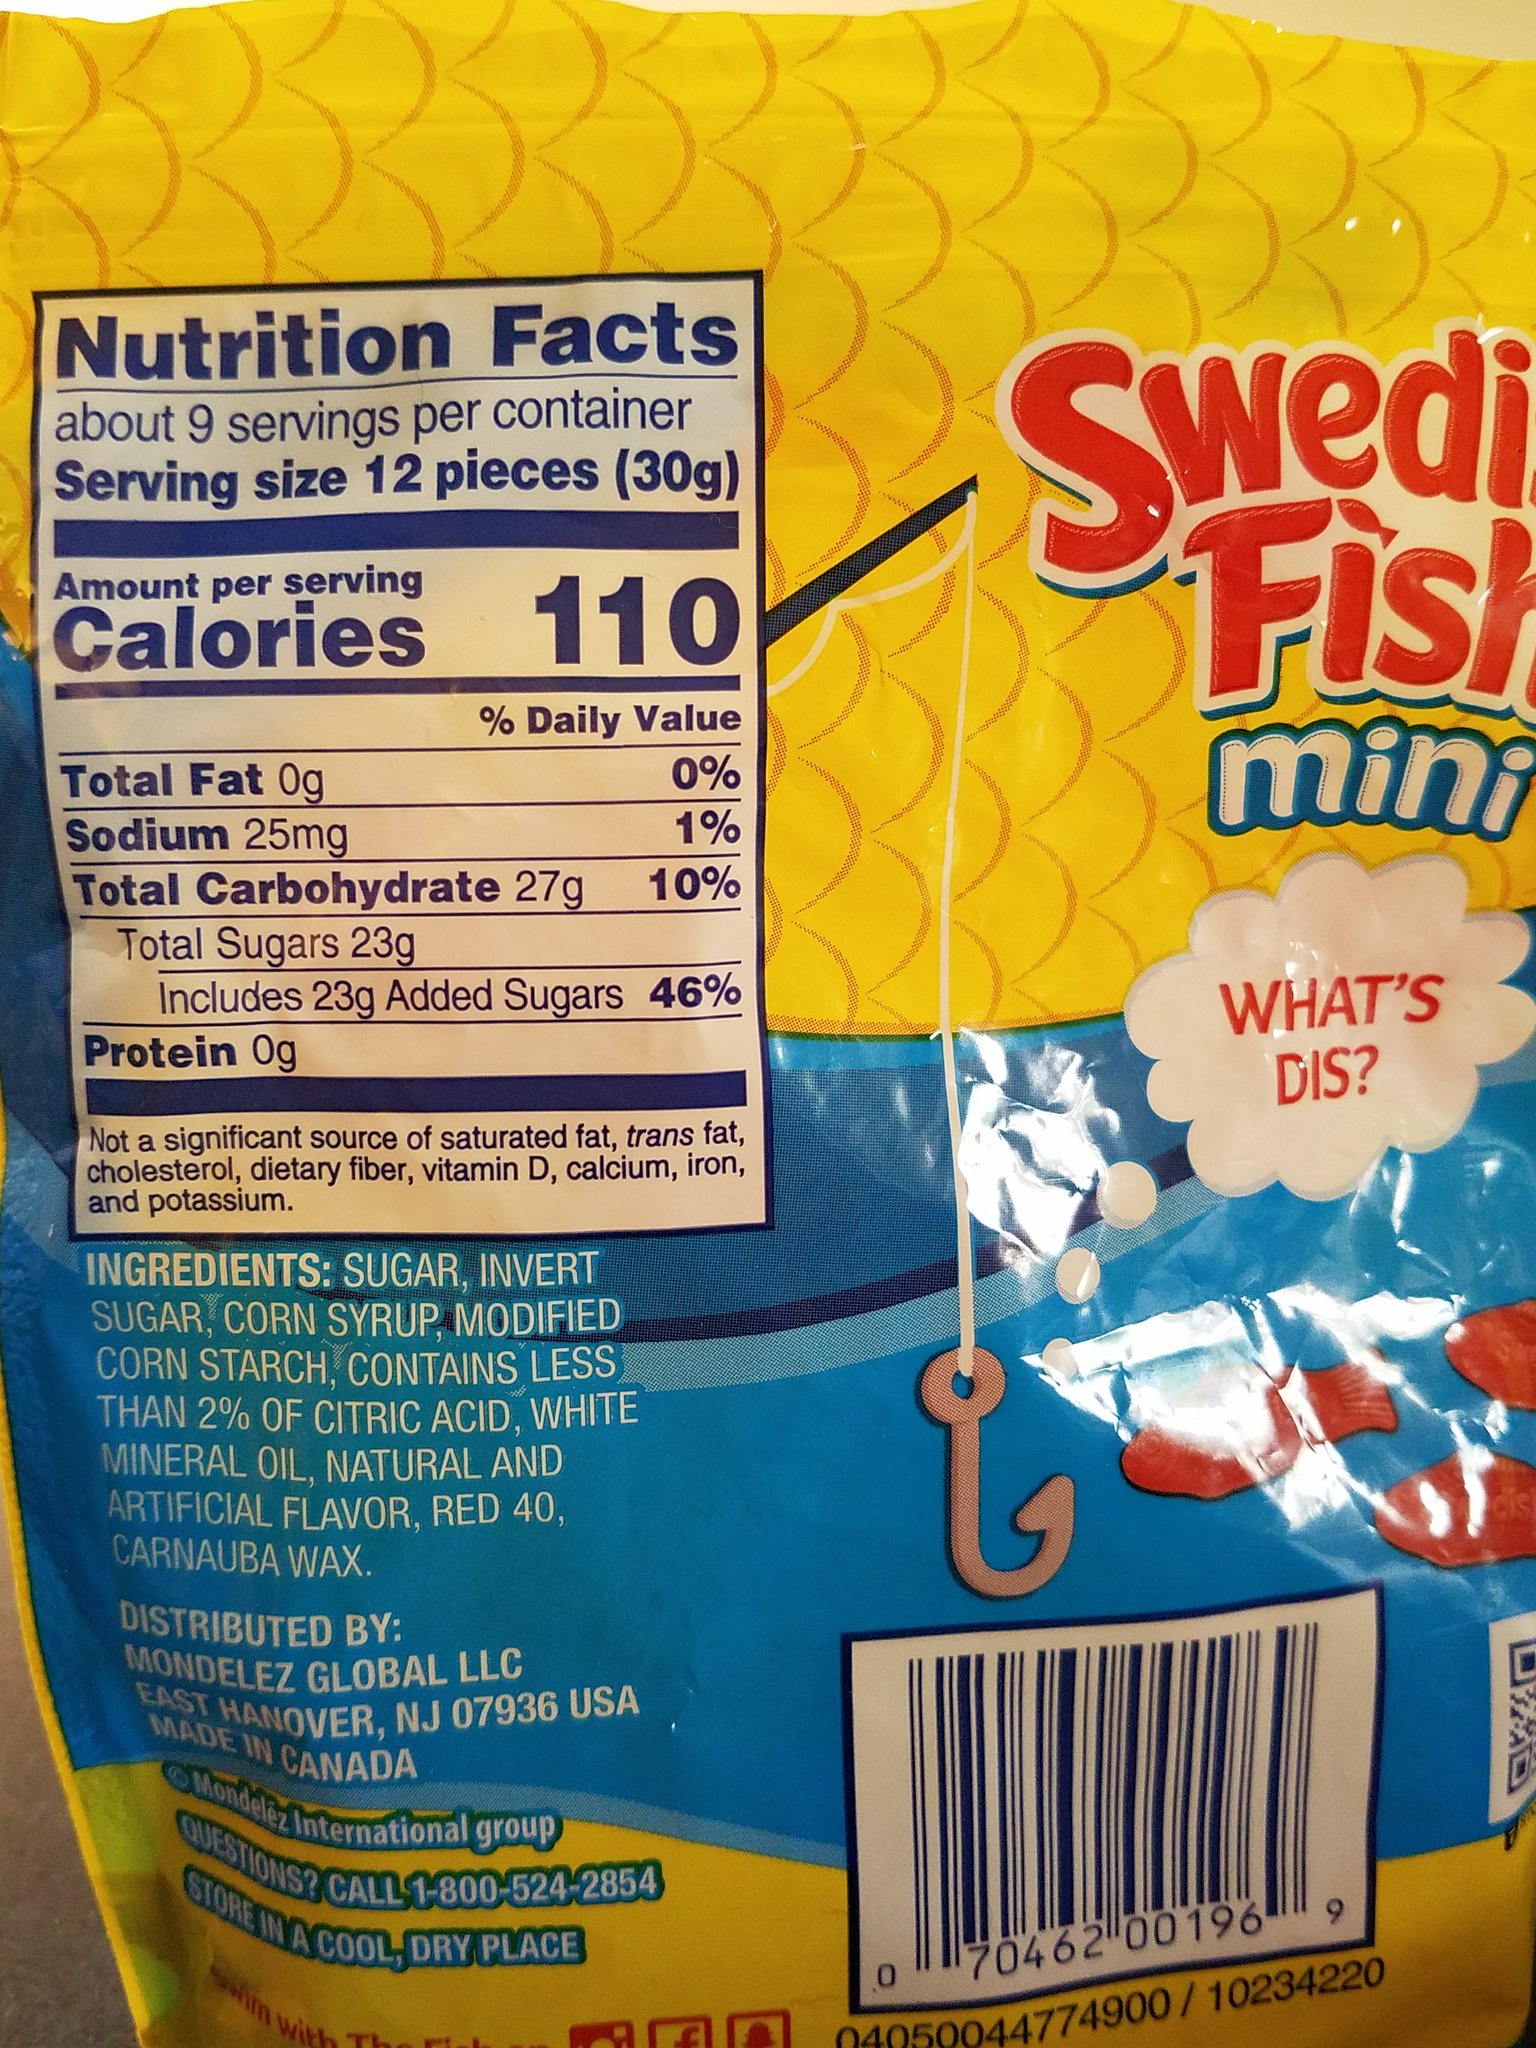 Nutrition Facts
about 9 servings per container
Serving size 12 pieces (30g)
Amount per serving
Calories 110
% Daily Value
Total Fat 0g 0%
Sodium 25mg 1%
Total Carbohydrate 27g 10%
Total Sugars 23g
Includes 23g Added Sugars 46%
Protein 0g
Not a significant source of saturated fat, trans fat,
cholesterol, dietary fiber, vitamin D, calcium, iron,
and potassium.
INGREDIENTS: SUGAR, INVERT
SUGAR, CORN SYRUP, MODIFIED
CORN STARCH, CONTAINS LESS
THAN 2% OF CITRIC ACID, WHITE
MINERAL OIL, NATURAL AND
ARTIFICIAL FLAVOR, RED 40,
CARNAUBA WAX.
DISTRIBUTED BY:
MONDELEZ GLOBAL LLC
EAST HANOVER, NJ 07936 USA
MADE IN CANADA
© Mondelēz International group
QUESTIONS? CALL 1-800-524-2854
STORE IN A COOL, DRY PLACE
swim with The Fish on
Swedi
Fish
mini
WHAT'S
DIS?
0 70462 00196 9
04050044774900 / 10234220